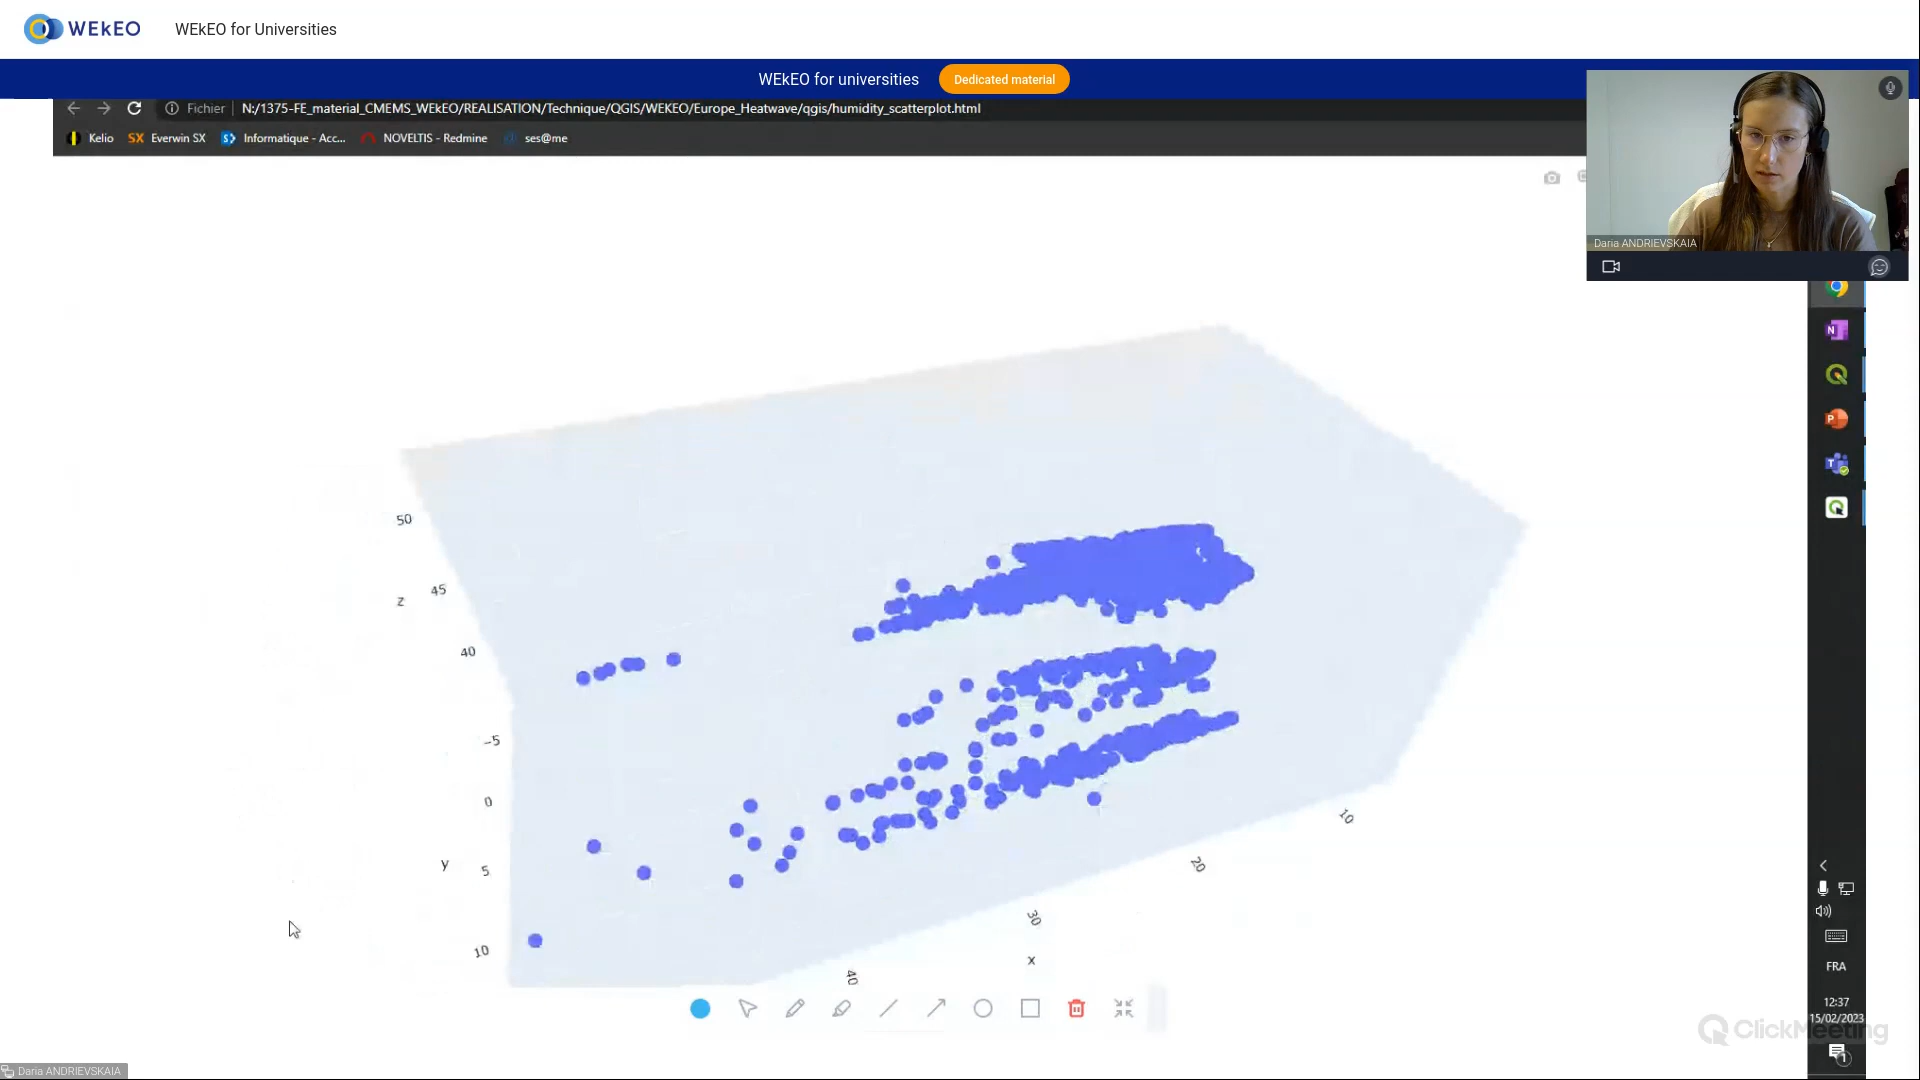 WEkEO
WEkEO for Universities
WEkEO for universities
Dedicated material
Fichier
N:/1375-FE_material_CMEMS_WEkEO/REALISATION/Technique/QGIS/WEKEO/Europe_Heatwave/qgis/humidity_scatterplot.html
Kelio
SX Everwin SX
Informatique - Acc...
NOVELTIS - Redmine
ses@me
Daria ANDRIEVSKAIA
50
45
z
40
-5
0
y
5
10
10
20
30
x
40
FRA
12:37
15/02/2023
1
ClickMeeting
Daria ANDRIEVSKAIA